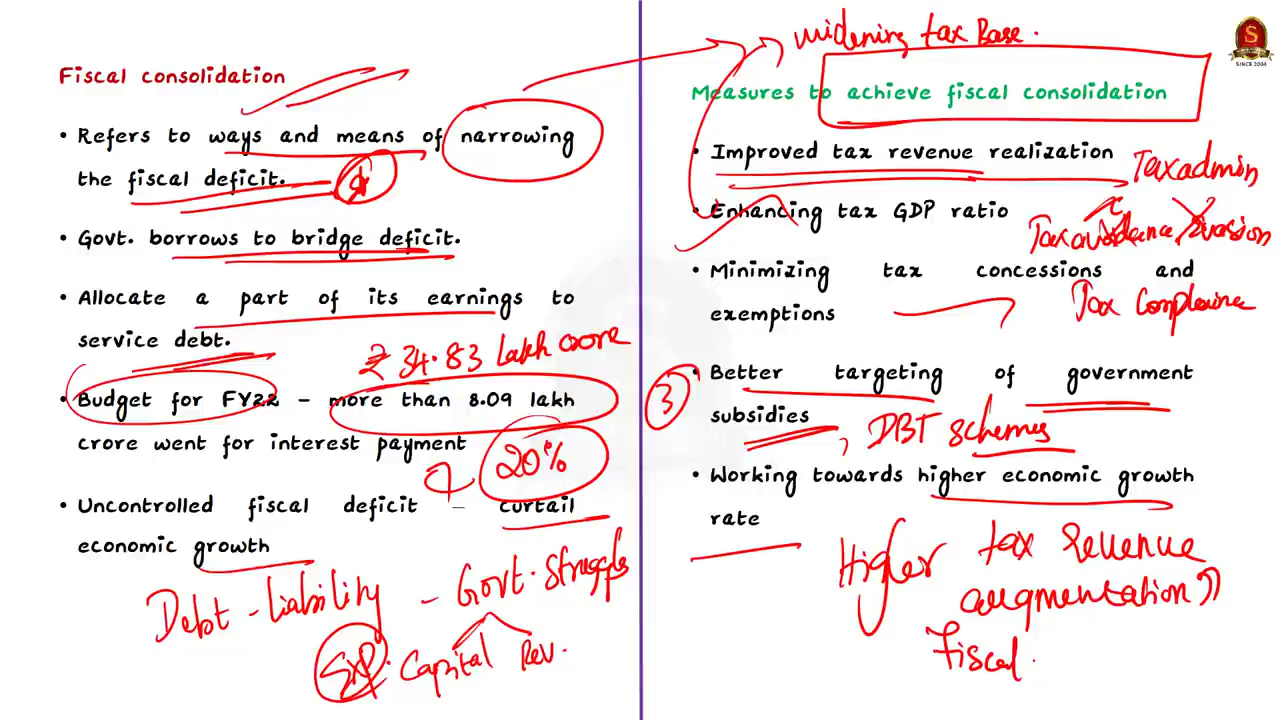 Fiscal consolidation
• Refers to ways and means of narrowing
the fiscal deficit.
• Govt. borrows to bridge deficit.
• Allocate a part of its earnings to
service debt.
₹ 34.83 lakh crore
• Budget for FY22 - more than 8.09 lakh
crore went for interest payment
20%
• Uncontrolled fiscal deficit - curtail
economic growth
Debt - liability - Govt. struggle
Exp. Capital Rev.
widening tax Base.
S
SINCE 2004
Measures to achieve fiscal consolidation
• Improved tax revenue realization
Tax admin
• Enhancing tax GDP ratio
Tax avoidance, evasion
• Minimizing tax concessions and
exemptions
Tax compliance
3
• Better targeting of government
subsidies
DBT schemes
• Working towards higher economic growth
rate
Higher tax revenue
augmentation
fiscal.